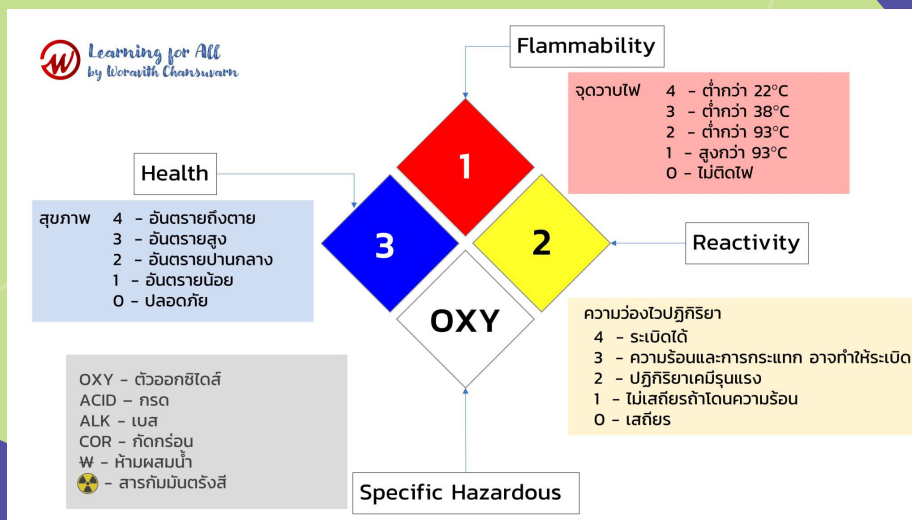 Learning for All
by Woravith Chansuvarn
Flammability
จุดวาบไฟ 4 - ต่ำกว่า 22°C
3 - ต่ำกว่า 38°C
2 - ต่ำกว่า 93°C
1 - สูงกว่า 93°C
0 - ไม่ติดไฟ
Health
สุขภาพ 4 - อันตรายถึงตาย
3 - อันตรายสูง
2 - อันตรายปานกลาง
1 - อันตรายน้อย
0 - ปลอดภัย
1
3
2
OXY
Reactivity
ความว่องไวปฏิกิริยา
4 - ระเบิดได้
3 - ความร้อนและการกระแทก อาจทำให้ระเบิด
2 - ปฏิกิริยาเคมีรุนแรง
1 - ไม่เสถียรถ้าโดนความร้อน
0 - เสถียร
OXY - ตัวออกซิไดส์
ACID - กรด
ALK - เบส
COR - กัดกร่อน
W - ห้ามผสมน้ำ
- สารกัมมันตรังสี
Specific Hazardous